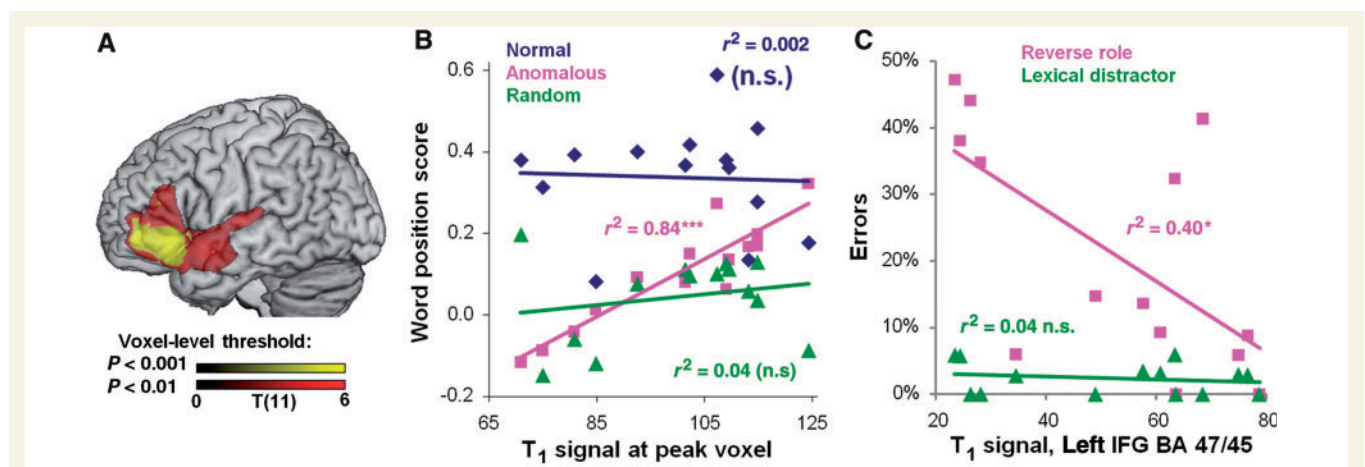 A
Voxel-level threshold:
P < 0.001
P < 0.01
0 T(11) 6
B
Normal
Anomalous
Random
r² = 0.002
(n.s.)
r² = 0.84***
r² = 0.04 (n.s)
Word position score
0.6
0.4
0.2
0.0
-0.2
65 85 105 125
T₁ signal at peak voxel
C
Reverse role
Lexical distractor
r² = 0.40*
r² = 0.04 n.s.
Errors
50%
40%
30%
20%
10%
0%
20 40 60 80
T₁ signal, Left IFG BA 47/45